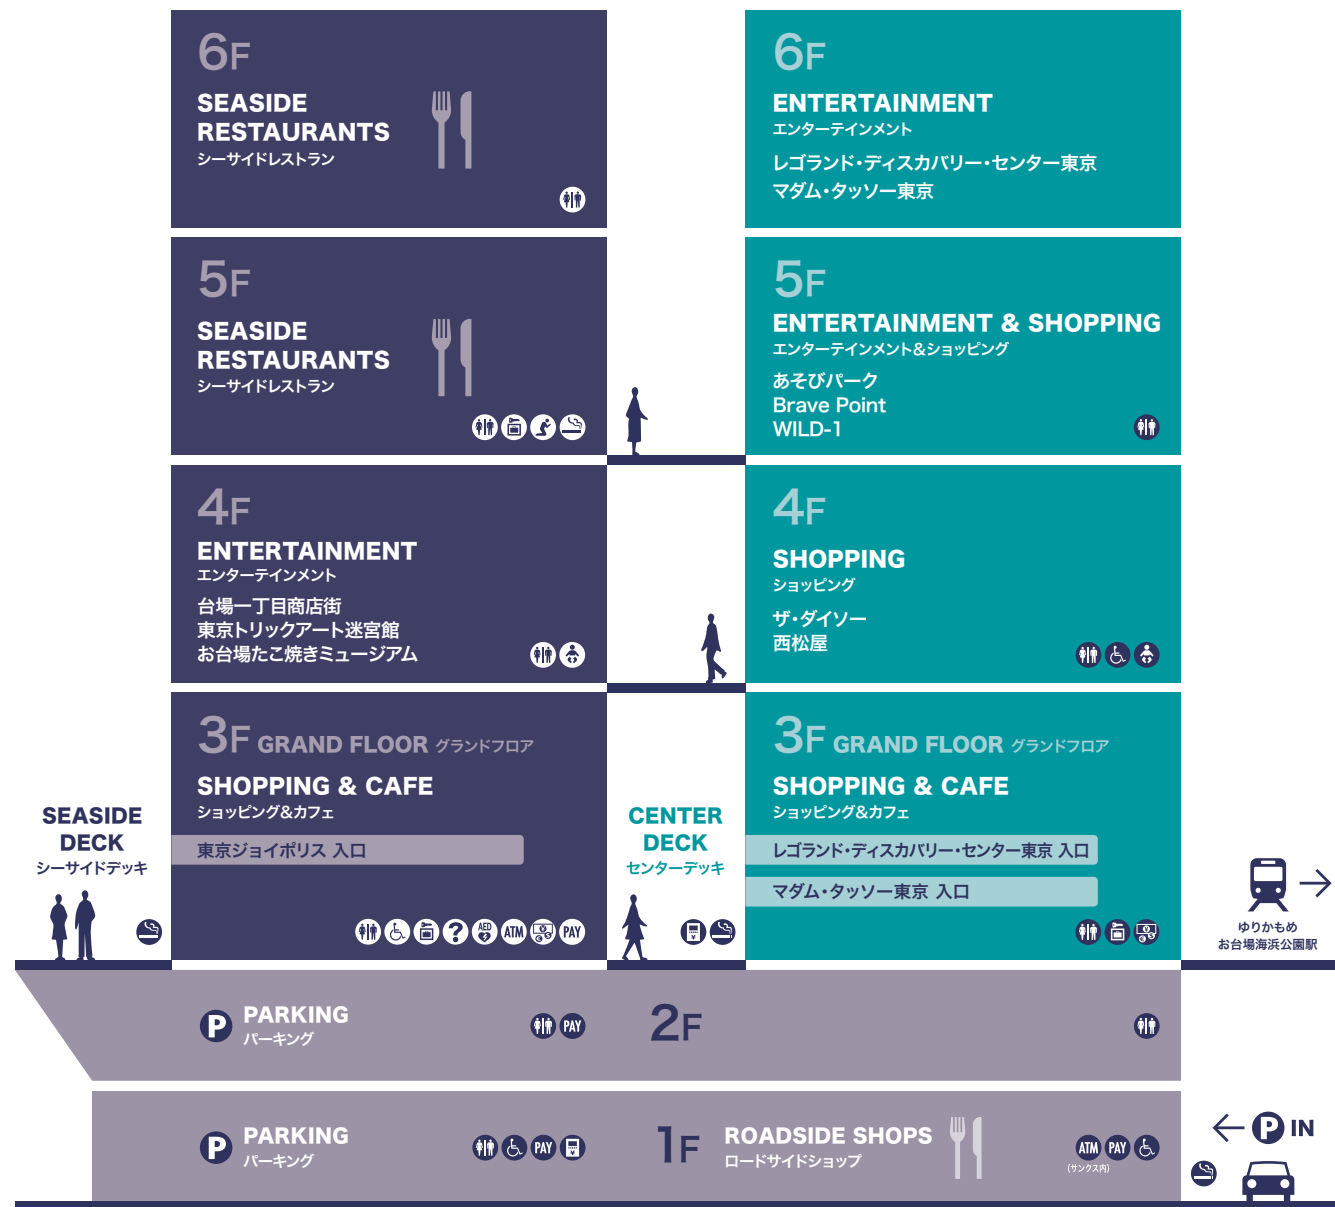 6F
SEASIDE
RESTAURANTS
シーサイドレストラン
6F
ENTERTAINMENT
エンターテインメント
レゴランド・ディスカバリー・センター東京
マダム・タッソー東京
5F
SEASIDE
RESTAURANTS
シーサイドレストラン
5F
ENTERTAINMENT & SHOPPING
エンターテインメント&ショッピング
あそびパーク
Brave Point
WILD-1
4F
ENTERTAINMENT
エンターテインメント
台場一丁目商店街
東京トリックアート迷宮館
お台場たこ焼きミュージアム
4F
SHOPPING
ショッピング
ザ・ダイソー
西松屋
SEASIDE
DECK
シーサイドデッキ
3F GRAND FLOOR グランドフロア
SHOPPING & CAFE
ショッピング&カフェ
東京ジョイポリス 入口
? AED ATM PAY
CENTER
DECK
センターデッキ
3F GRAND FLOOR グランドフロア
SHOPPING & CAFE
ショッピング&カフェ
レゴランド・ディスカバリー・センター東京 入口
マダム・タッソー東京 入口
ゆりかもめ
お台場海浜公園駅
P PARKING
パーキング
PAY
2F
P PARKING
パーキング
PAY
1F
ROADSIDE SHOPS
ロードサイドショップ
ATM PAY
(サンクス内)
P IN